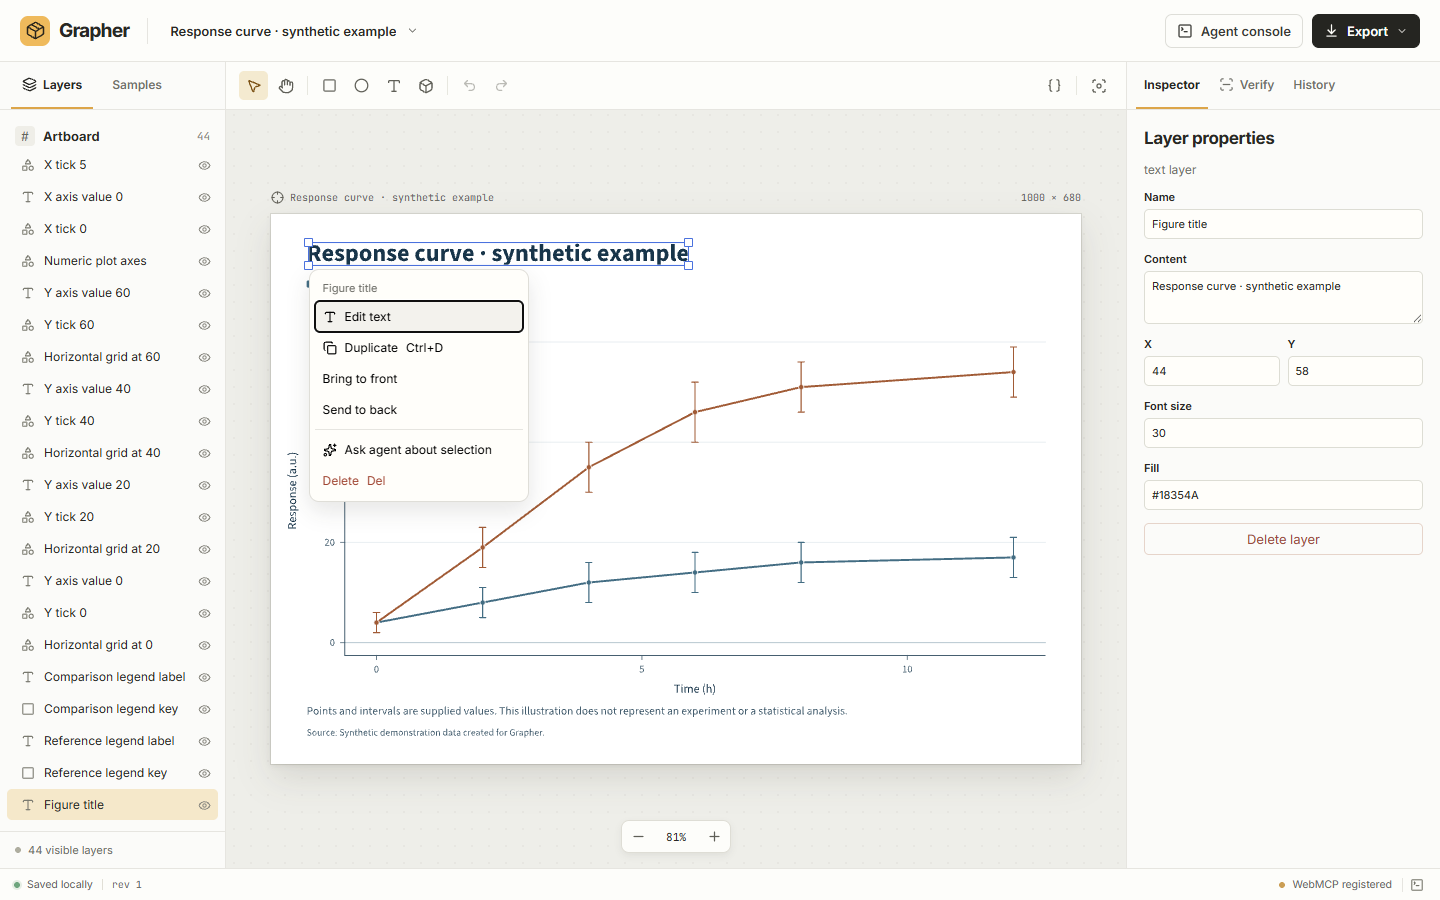 Grapher
Response curve · synthetic example
Agent console
Export
Layers
Samples
Inspector
Verify
History
# Artboard 44
X tick 5
X axis value 0
X tick 0
Numeric plot axes
Y axis value 60
Y tick 60
Horizontal grid at 60
Y axis value 40
Y tick 40
Horizontal grid at 40
Y axis value 20
Y tick 20
Horizontal grid at 20
Y axis value 0
Y tick 0
Horizontal grid at 0
Comparison legend label
Comparison legend key
Reference legend label
Reference legend key
Figure title
44 visible layers
Response curve · synthetic example
1000 × 680
Response curve · synthetic example
Figure title
Edit text
Duplicate Ctrl+D
Bring to front
Send to back
Ask agent about selection
Delete Del
Response (a.u.)
20
0
0
5
10
Time (h)
Points and intervals are supplied values. This illustration does not represent an experiment or a statistical analysis.
Source. Synthetic demonstration data created for Grapher.
81%
Layer properties
text layer
Name
Figure title
Content
Response curve · synthetic example
X
Y
44
58
Font size
30
Fill
#18354A
Delete layer
Saved locally
rev 1
WebMCP registered